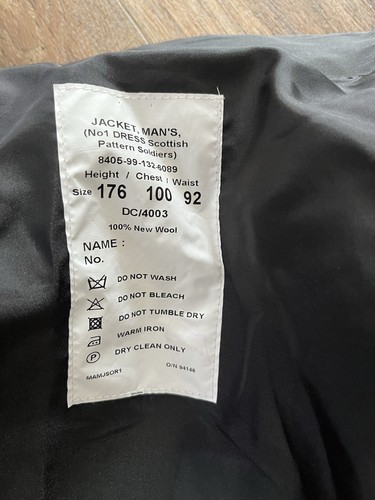 JACKET, MAN'S,
(No1 DRESS Scottish
Pattern Soldiers)
8405-99-132-6089
Height / Chest / Waist
Size 176 100 92
DC/4003
100% New Wool
NAME :
No.
DO NOT WASH
DO NOT BLEACH
DO NOT TUMBLE DRY
WARM IRON
P DRY CLEAN ONLY
MAMJSOR1 O/N 94146